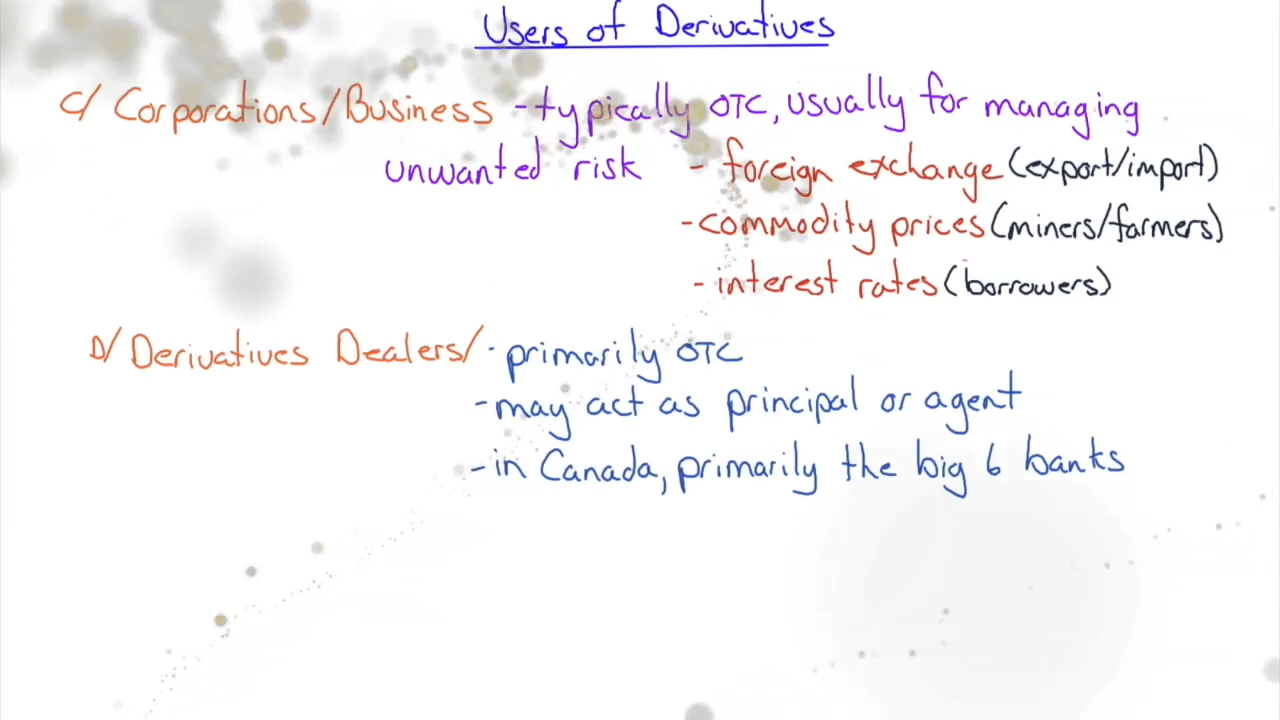 Users of Derivatives
C/ Corporations/Business - typically OTC, usually for managing
unwanted risk - foreign exchange (export/import)
- commodity prices (miners/farmers)
- interest rates (borrowers)
D/ Derivatives Dealers/ - primarily OTC
- may act as principal or agent
- in Canada, primarily the big 6 banks